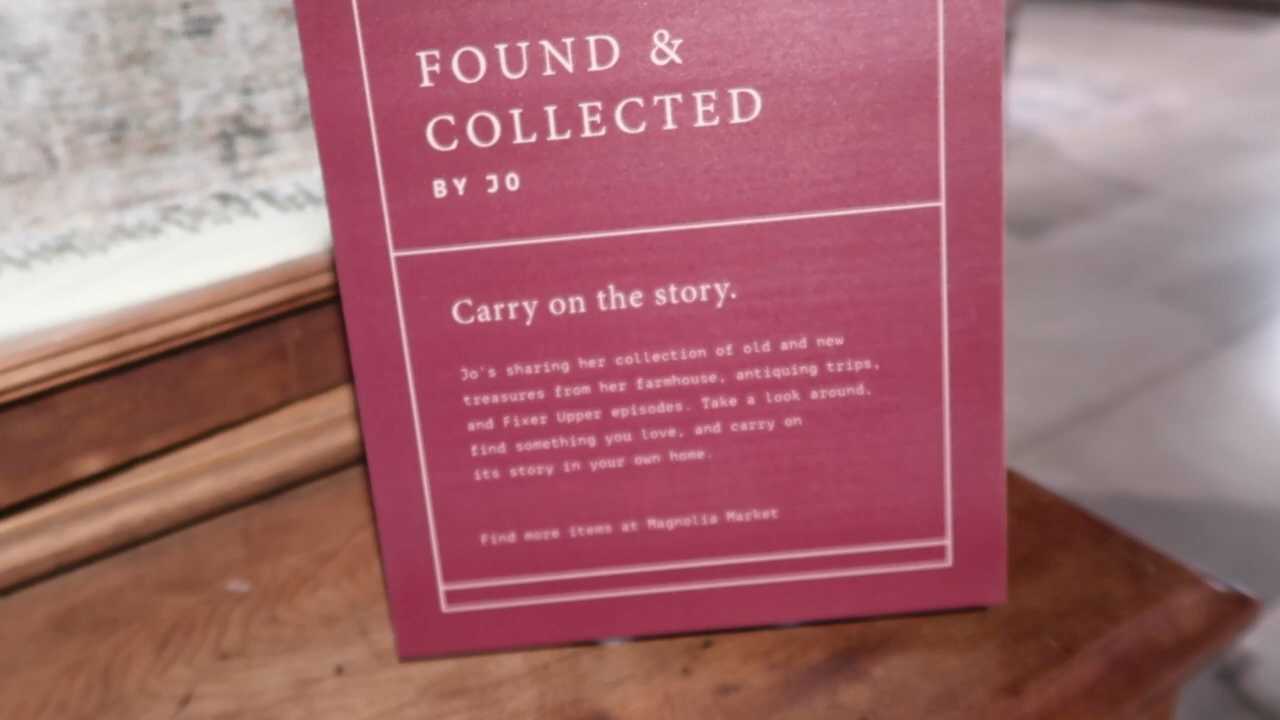 FOUND &
COLLECTED
BY JO
Carry on the story.
Jo's sharing her collection of old and new
treasures from her farmhouse, antiquing trips,
and Fixer Upper episodes. Take a look around,
find something you love, and carry on
its story in your own home.
Find more items at Magnolia Market